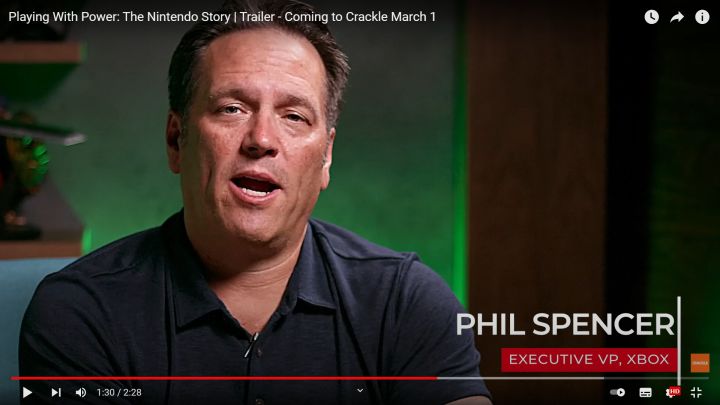 Playing With Power: The Nintendo Story | Trailer - Coming to Crackle March 1
PHIL SPENCER
EXECUTIVE VP, XBOX
CRACKLE
1:30 / 2:28
HD